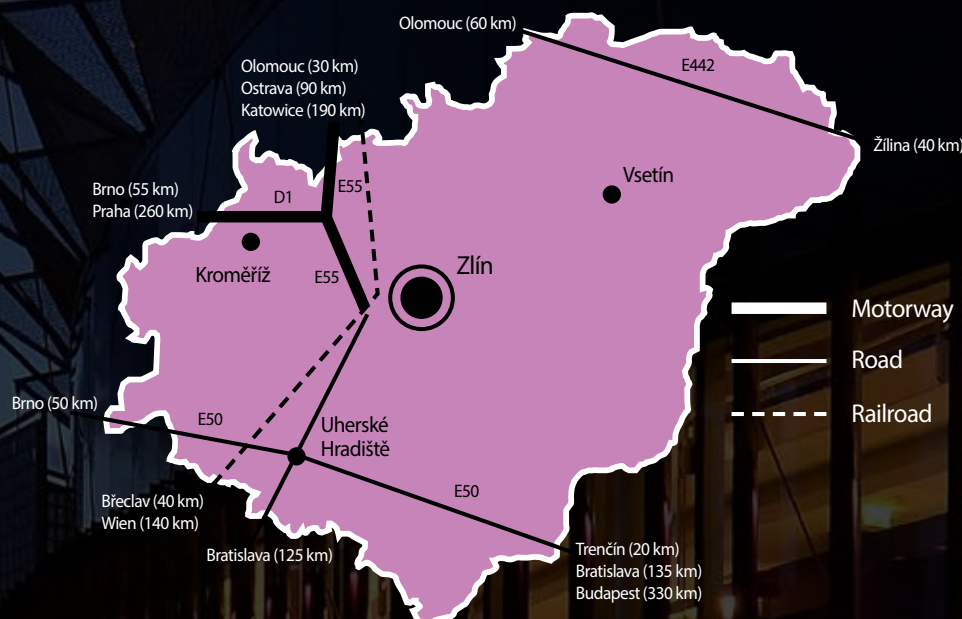 Olomouc (60 km)
E442
Olomouc (30 km)
Ostrava (90 km)
Katowice (190 km)
Žílina (40 km)
Vsetín
E55
Brno (55 km)
Praha (260 km)
D1
Kroměříž
E55
Zlín
Motorway
Road
Railroad
Brno (50 km)
E50
Uherské
Hradiště
E50
Břeclav (40 km)
Wien (140 km)
Bratislava (125 km)
Trenčín (20 km)
Bratislava (135 km)
Budapest (330 km)